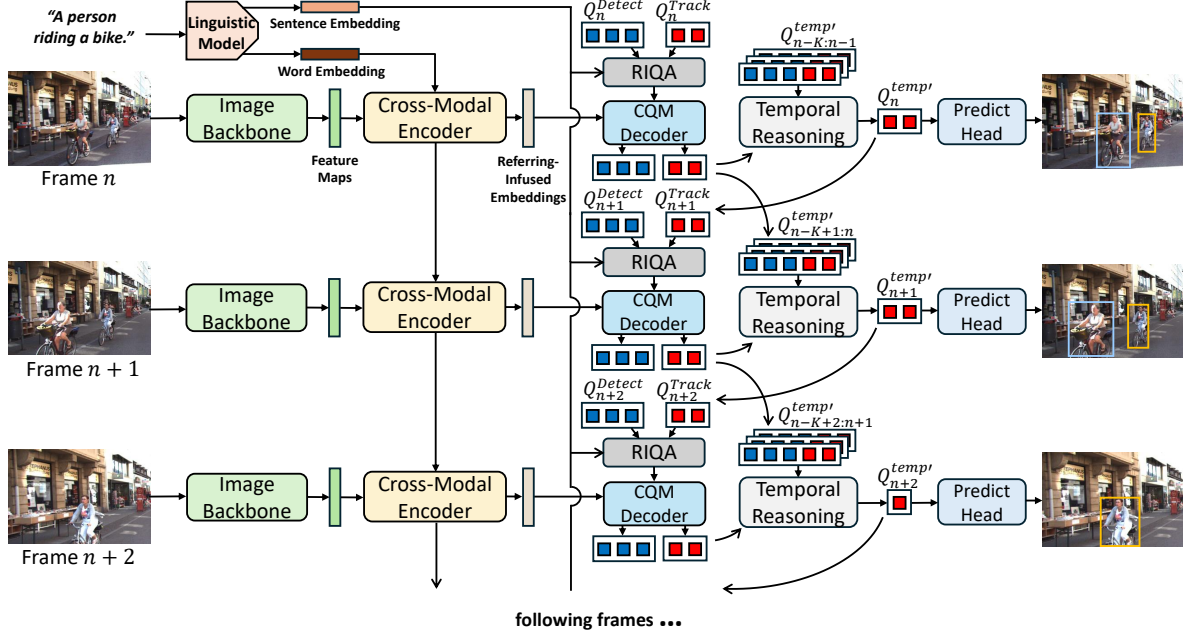 “A person
riding a bike.”
Linguistic
Model
Sentence Embedding
Word Embedding
Q_n^{Detect}
Q_n^{Track}
RIQA
Q_{n-K:n-1}^{temp′}
Image
Backbone
Feature
Maps
Cross-Modal
Encoder
Referring-
Infused
Embeddings
CQM
Decoder
Temporal
Reasoning
Q_n^{temp′}
Predict
Head
Frame n
Q_{n+1}^{Detect}
Q_{n+1}^{Track}
RIQA
Q_{n-K+1:n}^{temp′}
Image
Backbone
Cross-Modal
Encoder
CQM
Decoder
Temporal
Reasoning
Q_{n+1}^{temp′}
Predict
Head
Frame n + 1
Q_{n+2}^{Detect}
Q_{n+2}^{Track}
RIQA
Q_{n-K+2:n+1}^{temp′}
Image
Backbone
Cross-Modal
Encoder
CQM
Decoder
Temporal
Reasoning
Q_{n+2}^{temp′}
Predict
Head
Frame n + 2
following frames ...